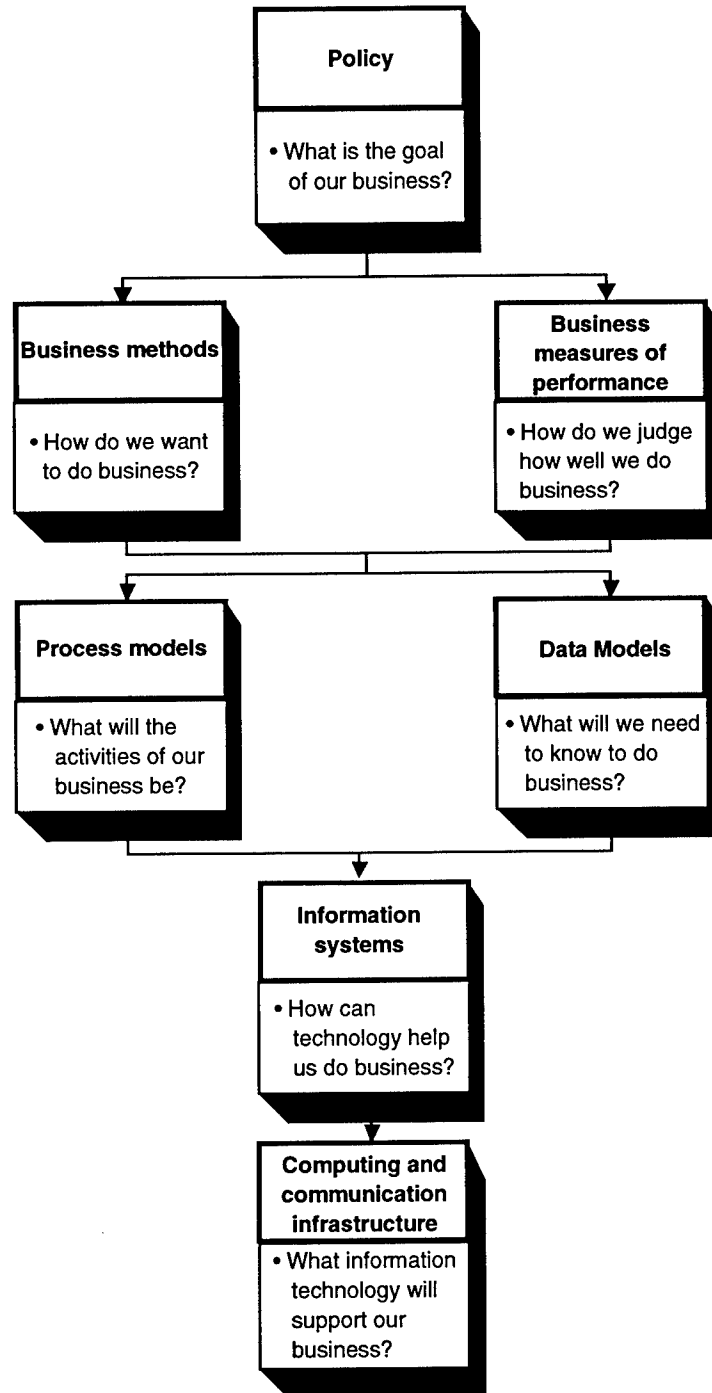 Policy
• What is the goal
of our business?
Business methods
• How do we want
to do business?
Business
measures of
performance
• How do we judge
how well we do
business?
Process models
• What will the
activities of our
business be?
Data Models
• What will we need
to know to do
business?
Information
systems
• How can
technology help
us do business?
Computing and
communication
infrastructure
• What information
technology will
support our
business?